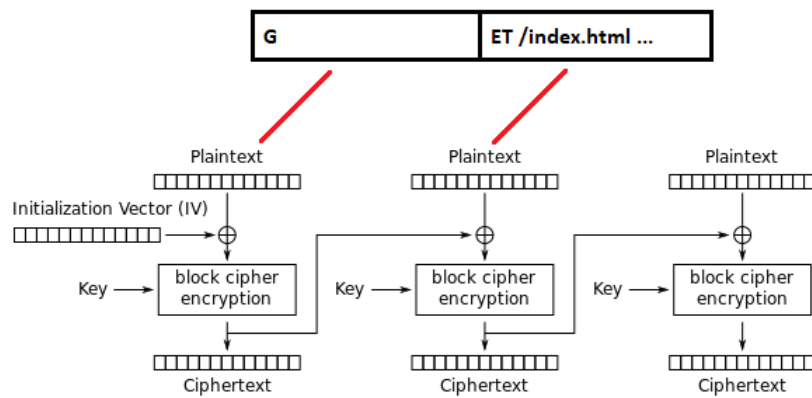 G ET /index.html ...
Plaintext Plaintext Plaintext
Initialization Vector (IV)
Key block cipher encryption Key block cipher encryption Key block cipher encryption
Ciphertext Ciphertext Ciphertext